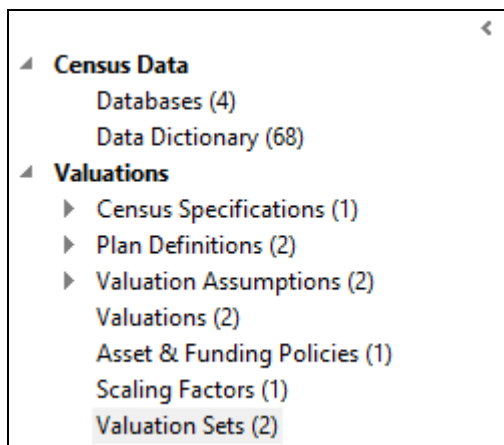 Census Data
Databases (4)
Data Dictionary (68)
Valuations
Census Specifications (1)
Plan Definitions (2)
Valuation Assumptions (2)
Valuations (2)
Asset & Funding Policies (1)
Scaling Factors (1)
Valuation Sets (2)